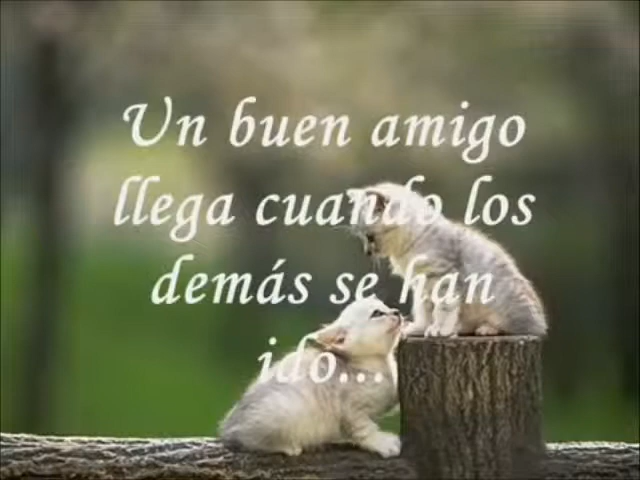 Un buen amigo
llega cuando los
demás se han
ido...